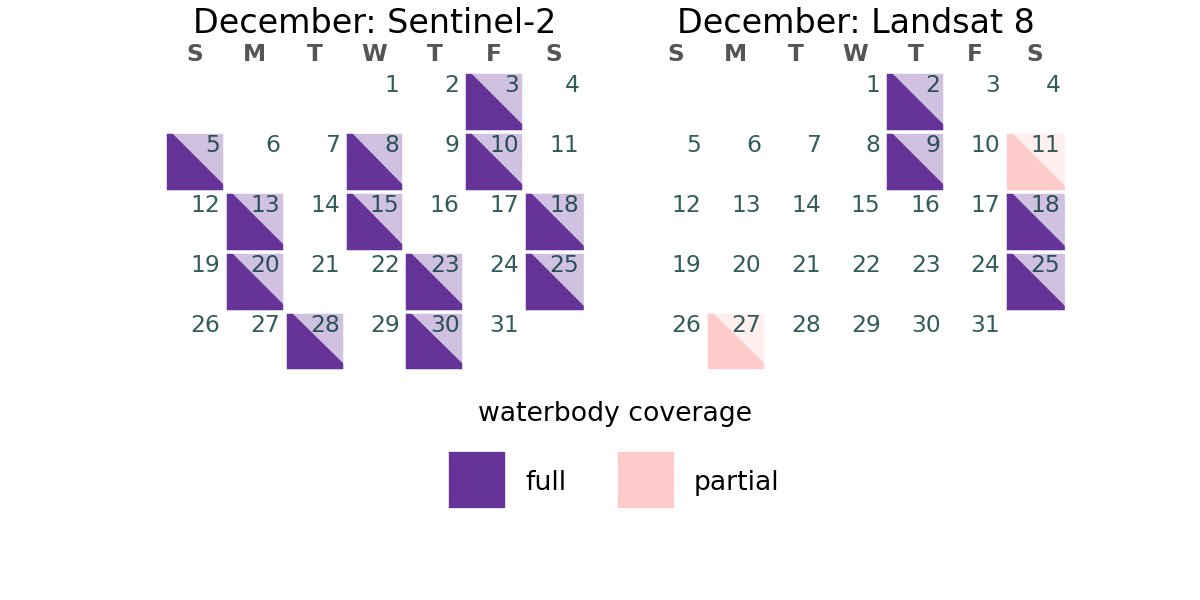 December: Sentinel-2
S M T W T F S
1 2 3 4
5 6 7 8 9 10 11
12 13 14 15 16 17 18
19 20 21 22 23 24 25
26 27 28 29 30 31
December: Landsat 8
S M T W T F S
1 2 3 4
5 6 7 8 9 10 11
12 13 14 15 16 17 18
19 20 21 22 23 24 25
26 27 28 29 30 31
waterbody coverage
full
partial